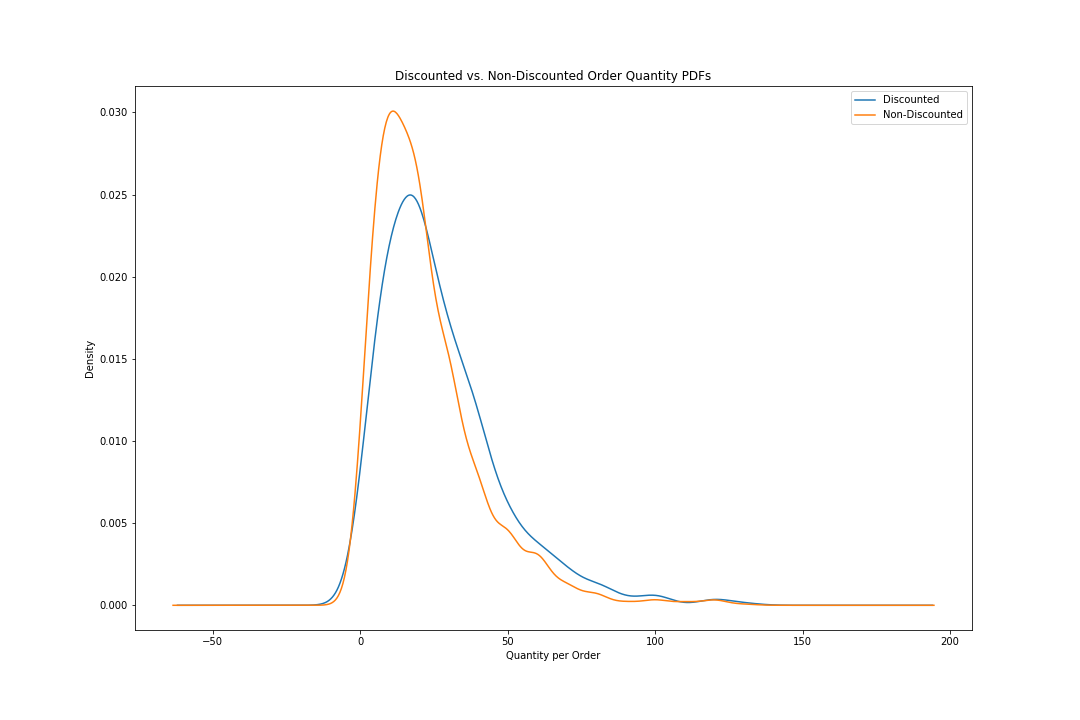 Discounted vs. Non-Discounted Order Quantity PDFs
Discounted
Non-Discounted
0.030
0.025
0.020
0.015
0.010
0.005
0.000
Density
−50
0
50
100
150
200
Quantity per Order